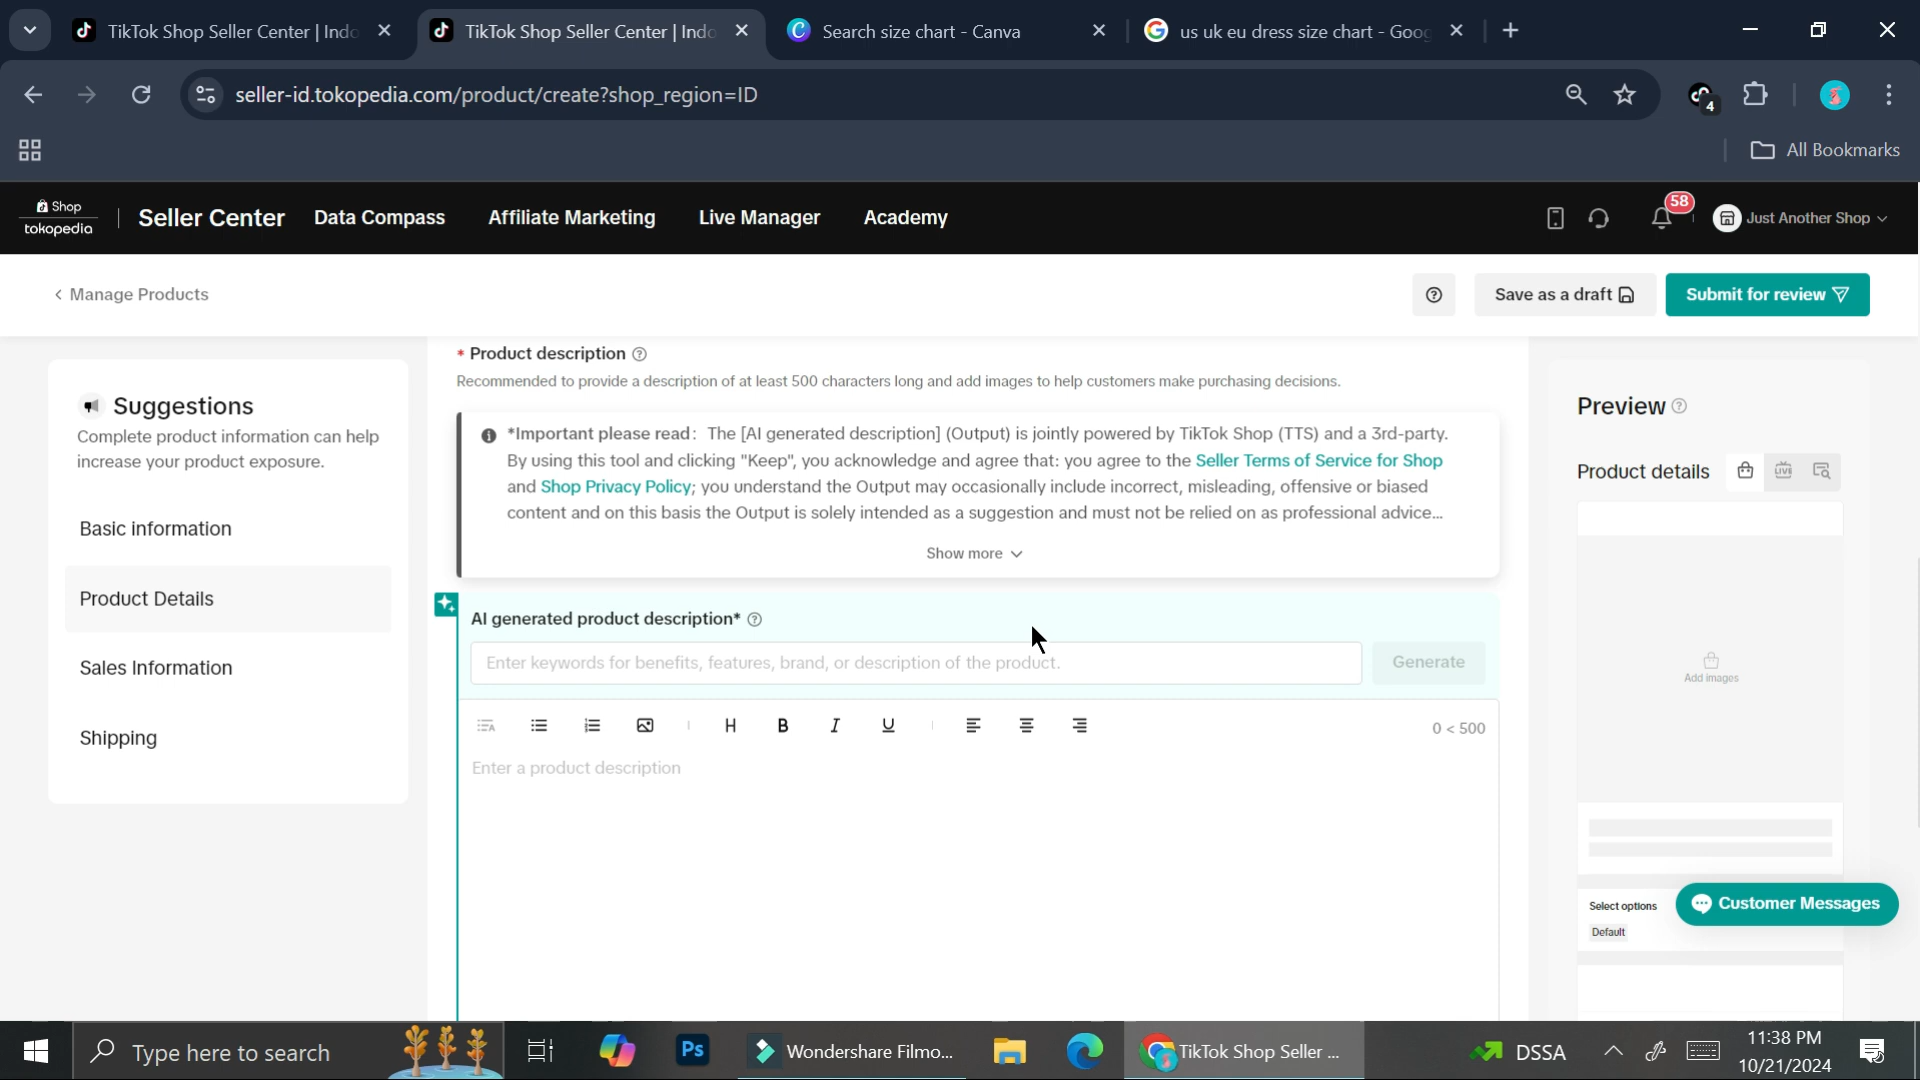 TikTok Shop Seller Center | Indo
TikTok Shop Seller Center | Indo
Search size chart - Canva
us uk eu dress size chart - Goog
seller-id.tokopedia.com/product/create?shop_region=ID
4
All Bookmarks
Shop
tokopedia
Seller Center
Data Compass
Affiliate Marketing
Live Manager
Academy
58
Just Another Shop
< Manage Products
Save as a draft
Submit for review
Suggestions
Complete product information can help
increase your product exposure.
Basic information
Product Details
Sales Information
Shipping
* Product description
Recommended to provide a description of at least 500 characters long and add images to help customers make purchasing decisions.
*Important please read: The [AI generated description] (Output) is jointly powered by TikTok Shop (TTS) and a 3rd-party.
By using this tool and clicking "Keep", you acknowledge and agree that: you agree to the Seller Terms of Service for Shop
and Shop Privacy Policy; you understand the Output may occasionally include incorrect, misleading, offensive or biased
content and on this basis the Output is solely intended as a suggestion and must not be relied on as professional advice...
Show more
AI generated product description*
Enter keywords for benefits, features, brand, or description of the product.
Generate
H B I U
0 < 500
Enter a product description
Preview
Product details
LIVE
Add images
Select options
Default
Customer Messages
Type here to search
Ps
Wondershare Filmo...
TikTok Shop Seller ...
DSSA
11:38 PM
10/21/2024